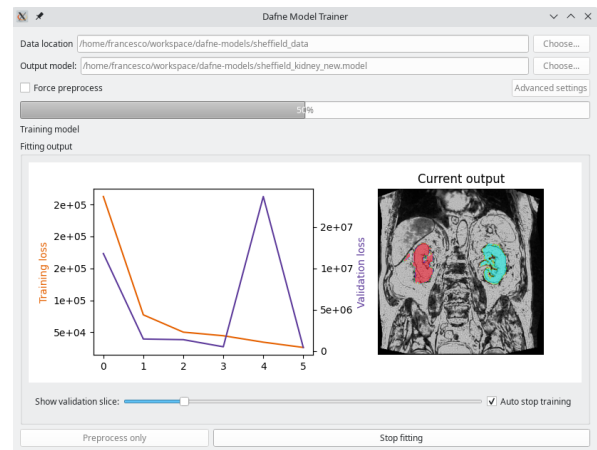 Dafne Model Trainer
Data location /home/francesco/workspace/dafne-models/sheffield_data Choose...
Output model: /home/francesco/workspace/dafne-models/sheffield_kidney_new.model Choose...
Force preprocess Advanced settings
50%
Training model
Fitting output
Current output
2e+05
2e+05
2e+05
1e+05
5e+04
Training loss
2e+07
1e+07
5e+06
0
Validation loss
0 1 2 3 4 5
Show validation slice: Auto stop training
Preprocess only Stop fitting